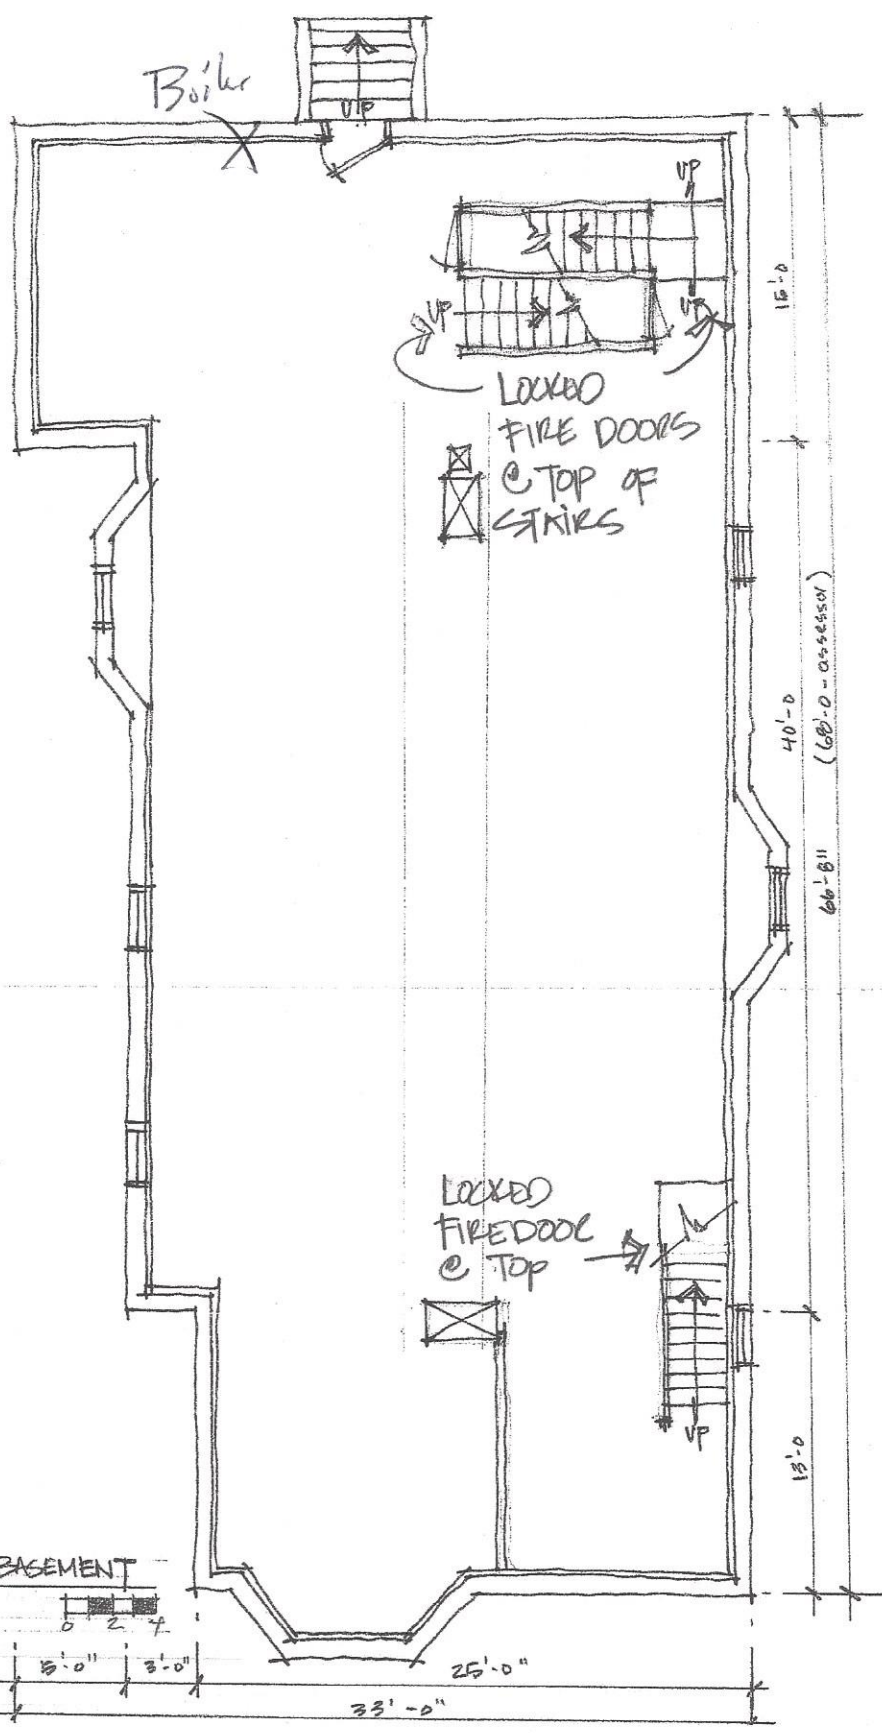 Boiler
UP
UP
UP
UP
LOCKED
FIRE DOORS
@ TOP OF
STAIRS
15'-0
40'-0
(68'-0 - assessor)
66'-8"
LOCKED
FIREDOOR
@ TOP
UP
13'-0
BASEMENT
0 2 4
5'-0" 3'-0" 25'-0"
33'-0"